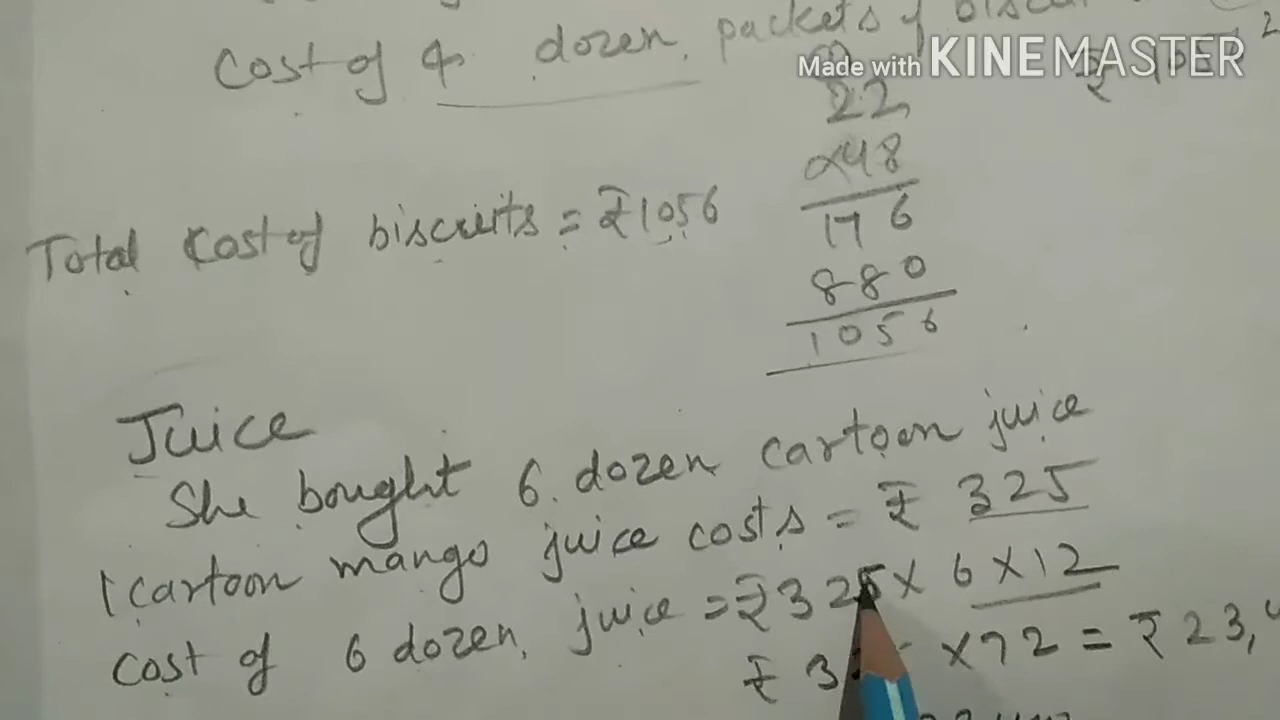 Cost of 4 dozen packets of
Made with KINEMASTER
22
x48
176
880
1056
Total Cost of biscuits = ₹1056
Juice
She bought 6 dozen cartoon juice
1 cartoon mango juice costs = ₹ 325
Cost of 6 dozen juice = ₹325 x 6 x 12
₹ x 72 = ₹23,